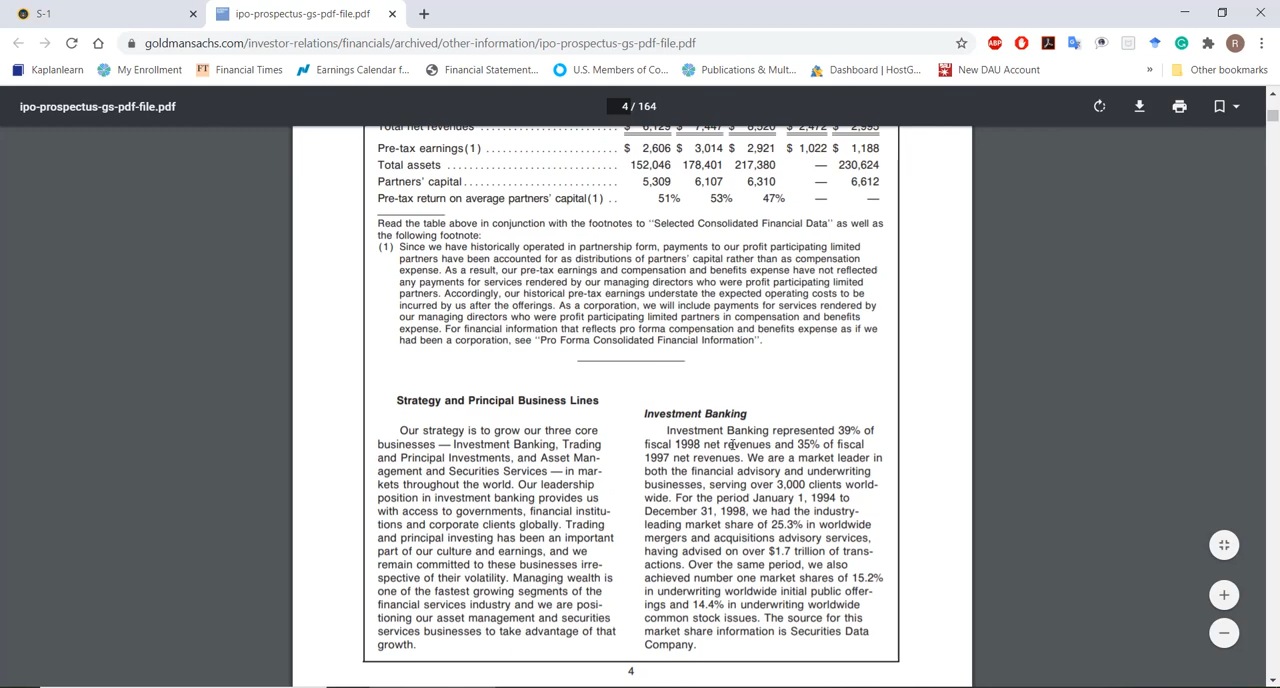 S-1
ipo-prospectus-gs-pdf-file.pdf
goldmansachs.com/investor-relations/financials/archived/other-information/ipo-prospectus-gs-pdf-file.pdf
ABP
R
Kaplanlearn
My Enrollment
FT Financial Times
Earnings Calendar f...
Financial Statement...
U.S. Members of Co...
Publications & Mult...
Dashboard | HostG...
New DAU Account
»
Other bookmarks
ipo-prospectus-gs-pdf-file.pdf
4 / 164
Total net revenues ................... $ 6,129 $ 7,447 $ 8,520 $ 2,472 $ 2,995
Pre-tax earnings(1) .................... $ 2,606 $ 3,014 $ 2,921 $ 1,022 $ 1,188
Total assets .......................... 152,046 178,401 217,380 — 230,624
Partners' capital....................... 5,309 6,107 6,310 — 6,612
Pre-tax return on average partners' capital(1) .. 51% 53% 47% — —
Read the table above in conjunction with the footnotes to ''Selected Consolidated Financial Data'' as well as
the following footnote:
(1) Since we have historically operated in partnership form, payments to our profit participating limited
partners have been accounted for as distributions of partners' capital rather than as compensation
expense. As a result, our pre-tax earnings and compensation and benefits expense have not reflected
any payments for services rendered by our managing directors who were profit participating limited
partners. Accordingly, our historical pre-tax earnings understate the expected operating costs to be
incurred by us after the offerings. As a corporation, we will include payments for services rendered by
our managing directors who were profit participating limited partners in compensation and benefits
expense. For financial information that reflects pro forma compensation and benefits expense as if we
had been a corporation, see ''Pro Forma Consolidated Financial Information''.
Strategy and Principal Business Lines
Our strategy is to grow our three core
businesses — Investment Banking, Trading
and Principal Investments, and Asset Man-
agement and Securities Services — in mar-
kets throughout the world. Our leadership
position in investment banking provides us
with access to governments, financial institu-
tions and corporate clients globally. Trading
and principal investing has been an important
part of our culture and earnings, and we
remain committed to these businesses irre-
spective of their volatility. Managing wealth is
one of the fastest growing segments of the
financial services industry and we are posi-
tioning our asset management and securities
services businesses to take advantage of that
growth.
Investment Banking
Investment Banking represented 39% of
fiscal 1998 net revenues and 35% of fiscal
1997 net revenues. We are a market leader in
both the financial advisory and underwriting
businesses, serving over 3,000 clients world-
wide. For the period January 1, 1994 to
December 31, 1998, we had the industry-
leading market share of 25.3% in worldwide
mergers and acquisitions advisory services,
having advised on over $1.7 trillion of trans-
actions. Over the same period, we also
achieved number one market shares of 15.2%
in underwriting worldwide initial public offer-
ings and 14.4% in underwriting worldwide
common stock issues. The source for this
market share information is Securities Data
Company.
4